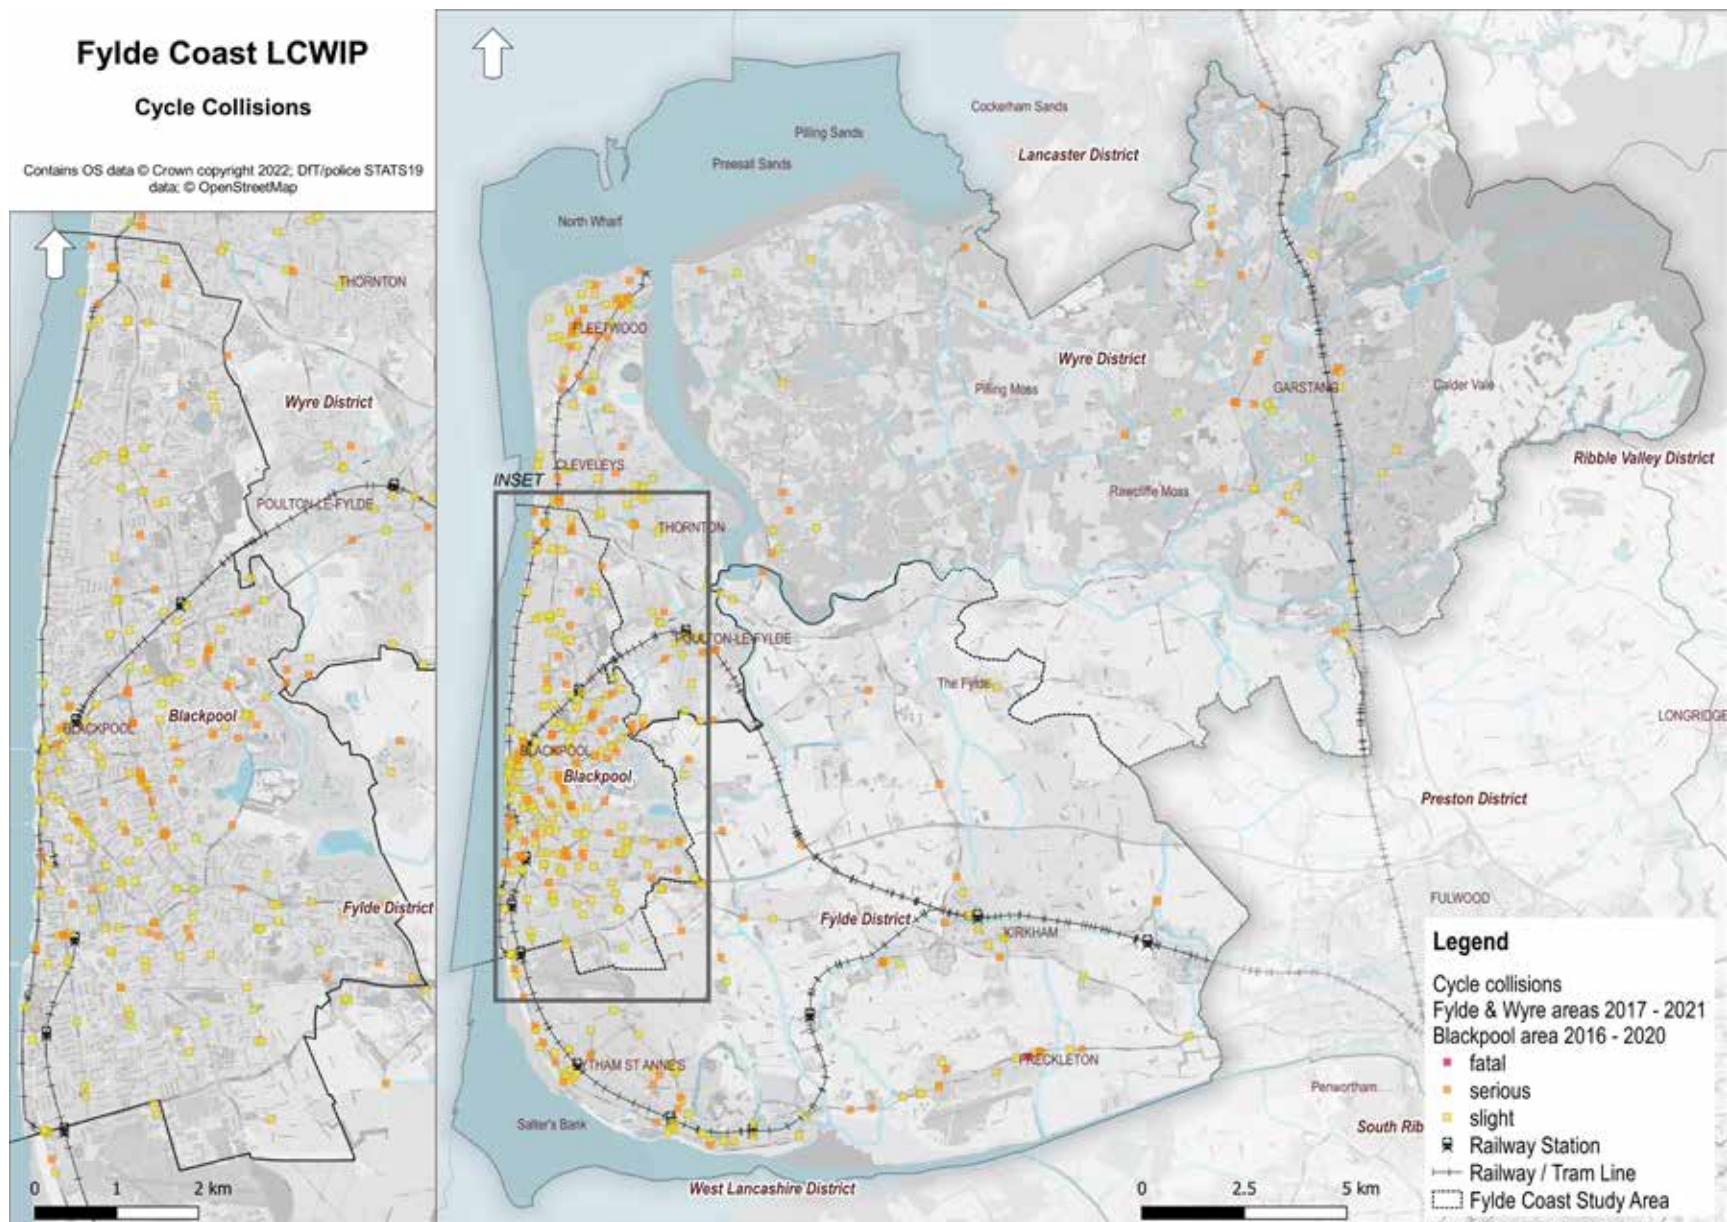 Fylde Coast LCWIP
Cycle Collisions
Contains OS data © Crown copyright 2022; DfT/police STATS19
data; © OpenStreetMap
THORNTON
Wyre District
POULTON-LE-FYLDE
BLACKPOOL
Blackpool
Fylde District
0 1 2 km
Cockerham Sands
Pilling Sands
Preesall Sands
Lancaster District
North Wharf
FLEETWOOD
Wyre District
Pilling Moss
GARSTANG
Calder Vale
Ribble Valley District
CLEVELEYS
INSET
Rawcliffe Moss
THORNTON
POULTON-LE-FYLDE
The Fylde
LONGRIDGE
BLACKPOOL
Blackpool
Preston District
FULWOOD
Fylde District
KIRKHAM
PRECKLETON
YTHAM ST ANNE'S
Penwortham
Salter's Bank
South Rib
West Lancashire District
Legend
Cycle collisions
Fylde & Wyre areas 2017 - 2021
Blackpool area 2016 - 2020
fatal
serious
slight
Railway Station
Railway / Tram Line
Fylde Coast Study Area
0 2.5 5 km